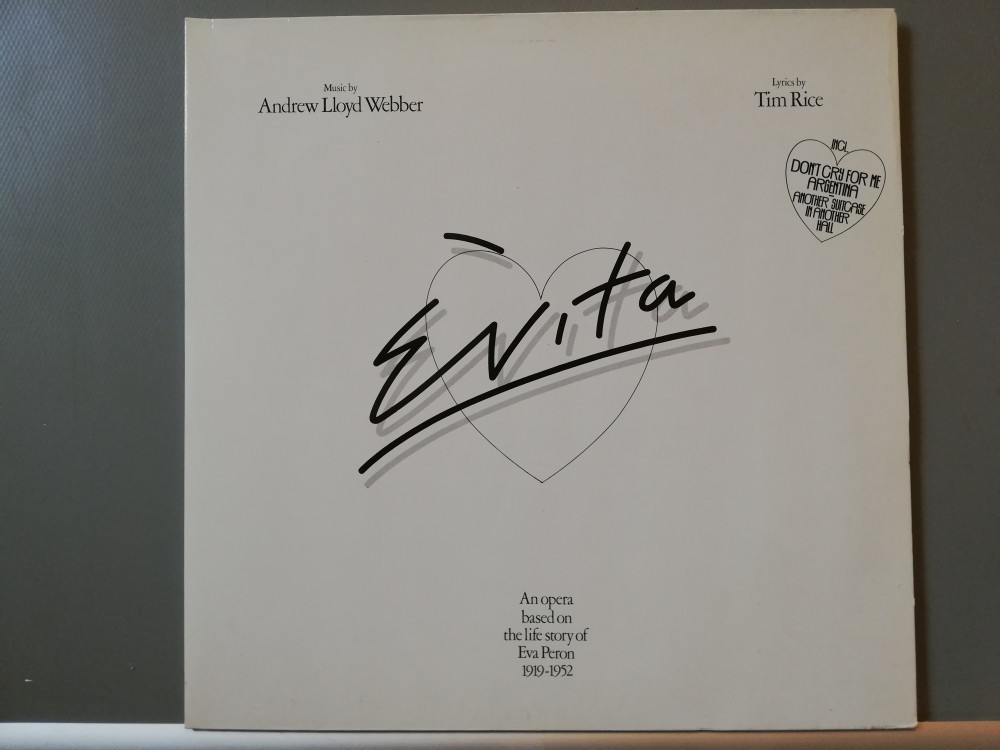 Music by
Andrew Lloyd Webber
Lyrics by
Tim Rice
INCL.
DON'T CRY FOR ME
ARGENTINA
-
ANOTHER SUITCASE
IN ANOTHER
HALL
Evita
An opera
based on
the life story of
Eva Peron
1919-1952